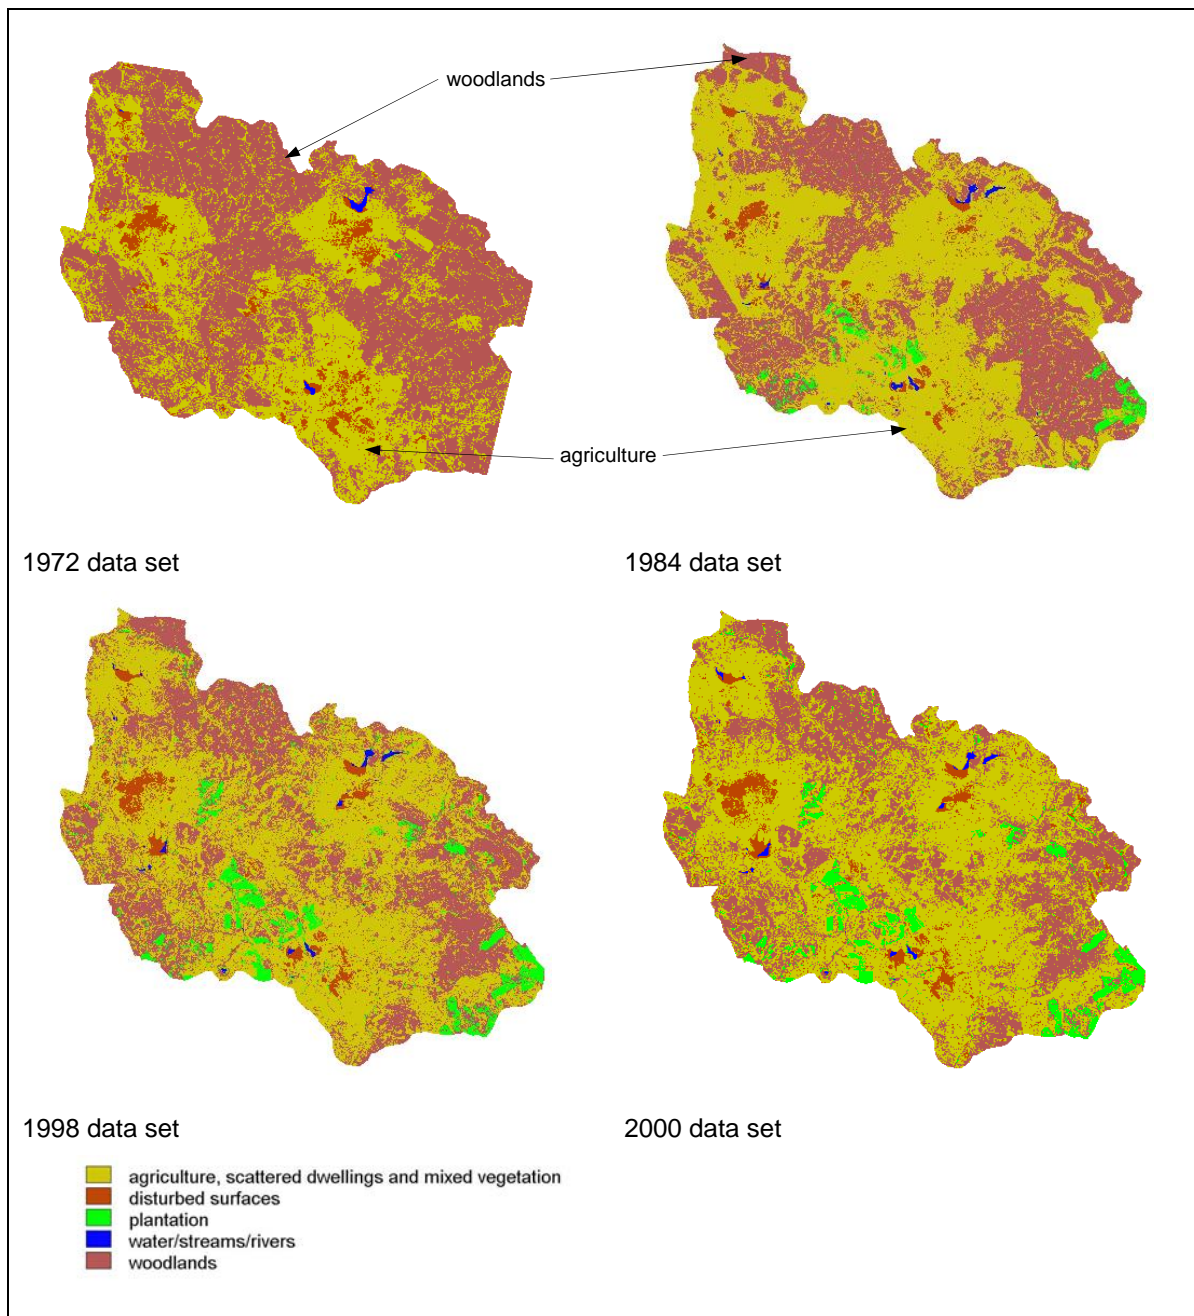 woodlands
agriculture
1972 data set
1984 data set
1998 data set
2000 data set
agriculture, scattered dwellings and mixed vegetation
disturbed surfaces
plantation
water/streams/rivers
woodlands